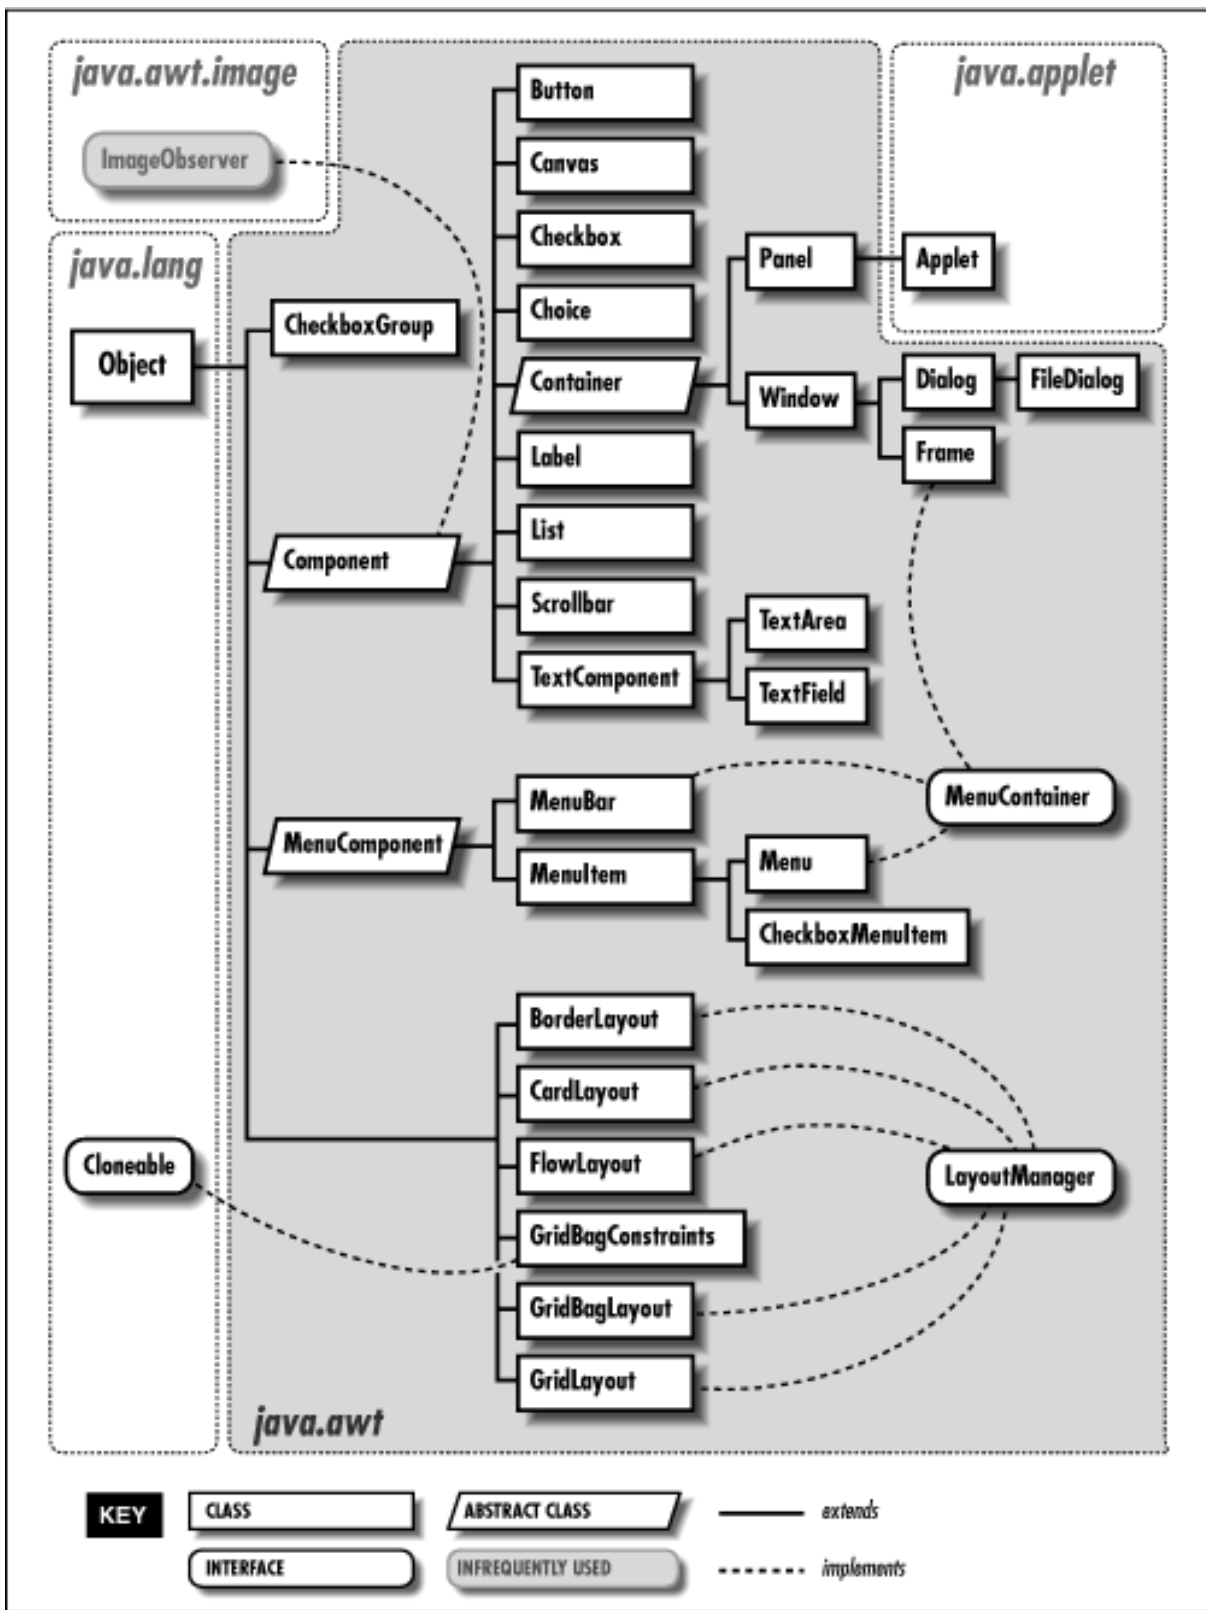 java.awt.image
java.applet
ImageObserver
java.lang
Object
Cloneable
CheckboxGroup
Component
MenuComponent
Button
Canvas
Checkbox
Choice
Container
Label
List
Scrollbar
TextComponent
Panel
Applet
Window
Dialog
FileDialog
Frame
TextArea
TextField
MenuBar
MenuItem
MenuContainer
Menu
CheckboxMenuItem
BorderLayout
CardLayout
FlowLayout
GridBagConstraints
GridBagLayout
GridLayout
LayoutManager
java.awt
KEY
CLASS
ABSTRACT CLASS
extends
INTERFACE
INFREQUENTLY USED
implements